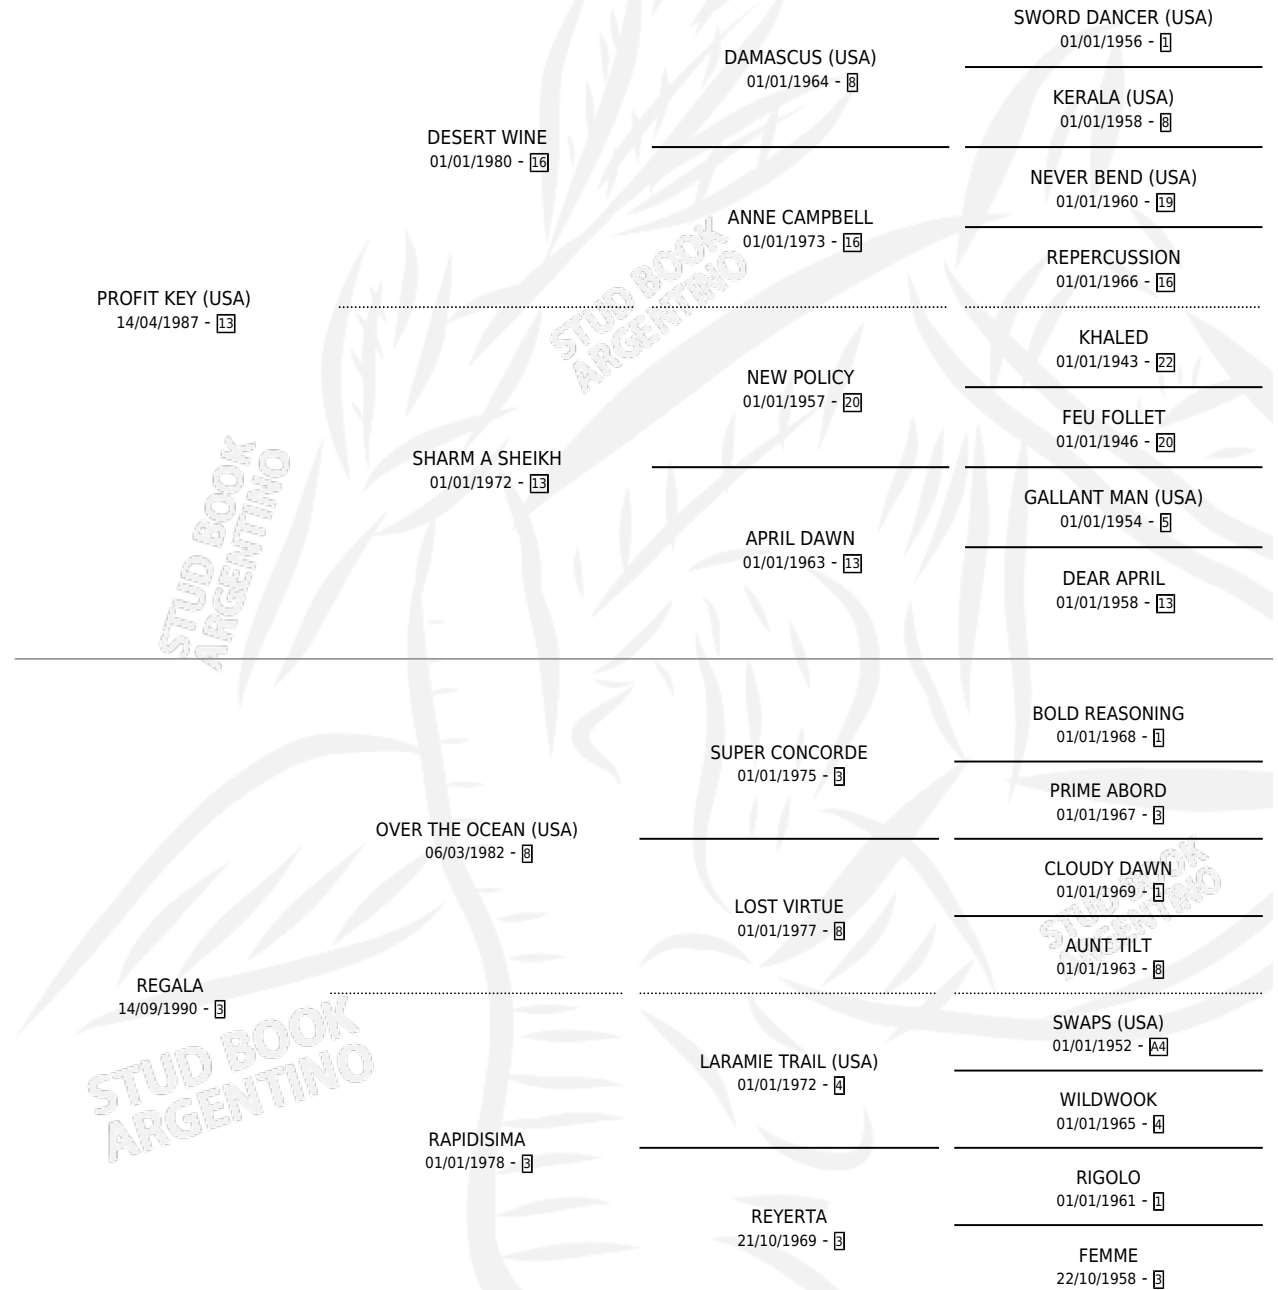 SWORD DANCER (USA)
01/01/1956 - 1
DAMASCUS (USA)
01/01/1964 - 8
KERALA (USA)
01/01/1958 - 8
DESERT WINE
01/01/1980 - 16
NEVER BEND (USA)
01/01/1960 - 19
ANNE CAMPBELL
01/01/1973 - 16
REPERCUSSION
01/01/1966 - 16
PROFIT KEY (USA)
14/04/1987 - 13
KHALED
01/01/1943 - 22
NEW POLICY
01/01/1957 - 20
FEU FOLLET
01/01/1946 - 20
SHARM A SHEIKH
01/01/1972 - 13
GALLANT MAN (USA)
01/01/1954 - 5
APRIL DAWN
01/01/1963 - 13
DEAR APRIL
01/01/1958 - 13
BOLD REASONING
01/01/1968 - 1
SUPER CONCORDE
01/01/1975 - 3
PRIME ABORD
01/01/1967 - 3
OVER THE OCEAN (USA)
06/03/1982 - 8
CLOUDY DAWN
01/01/1969 - 1
LOST VIRTUE
01/01/1977 - 8
AUNT TILT
01/01/1963 - 8
REGALA
14/09/1990 - 3
SWAPS (USA)
01/01/1952 - A4
LARAMIE TRAIL (USA)
01/01/1972 - 4
WILDWOOK
01/01/1965 - 4
RAPIDISIMA
01/01/1978 - 3
RIGOLO
01/01/1961 - 1
REYERTA
21/10/1969 - 3
FEMME
22/10/1958 - 3
STUD BOOK
ARGENTINO
STUD BOOK
ARGENTINO
STUD BOOK
ARGENTINO
STUD BOOK
ARGENTINO